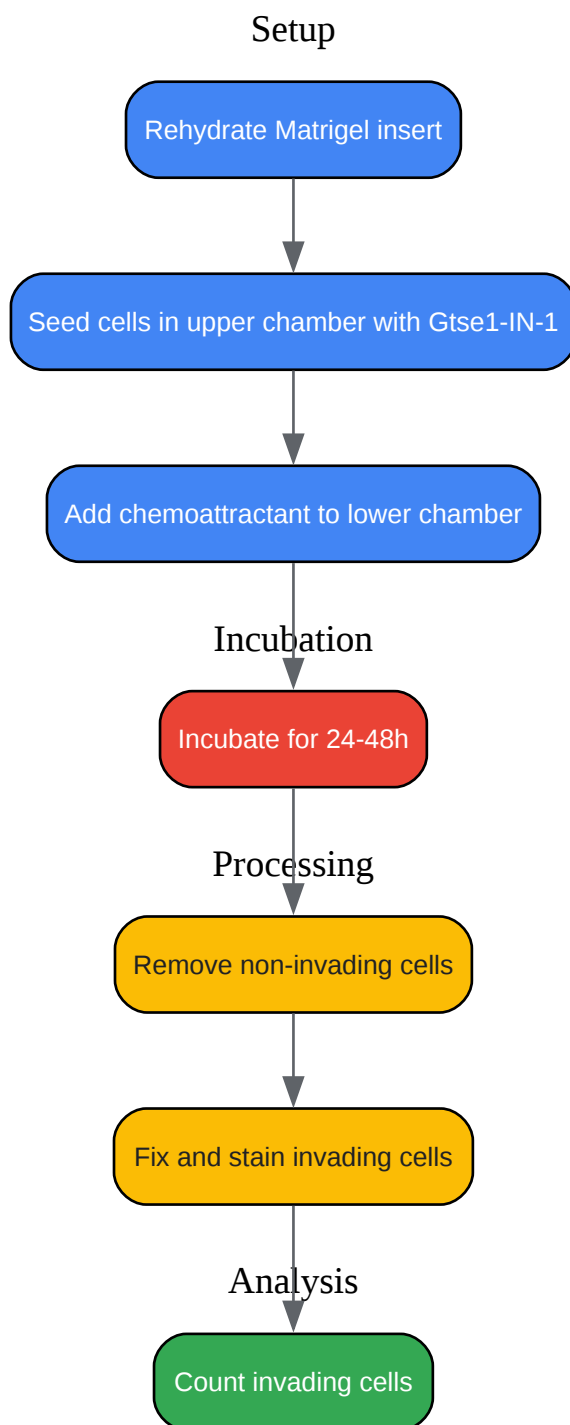 Setup
Rehydrate Matrigel insert
Seed cells in upper chamber with Gtse1-IN-1
Add chemoattractant to lower chamber
Incubation
Incubate for 24-48h
Processing
Remove non-invading cells
Fix and stain invading cells
Analysis
Count invading cells